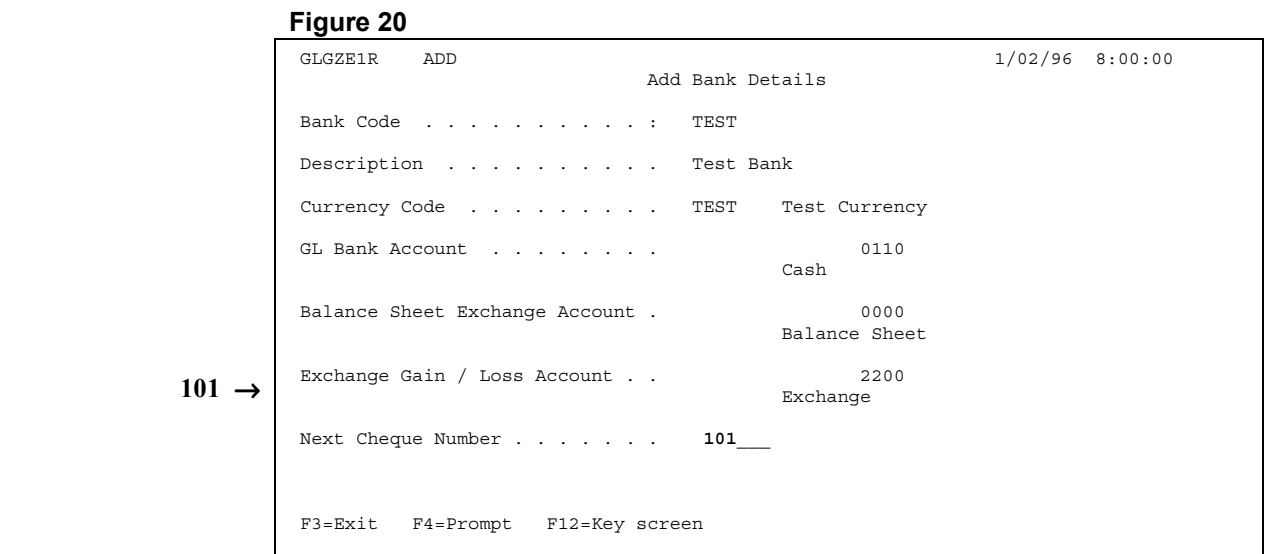 Figure 20
GLGZE1R ADD 1/02/96 8:00:00
Add Bank Details
Bank Code . . . . . . . . . . . : TEST
Description . . . . . . . . . . Test Bank
Currency Code . . . . . . . . . TEST Test Currency
GL Bank Account . . . . . . . . 0110
Cash
Balance Sheet Exchange Account . 0000
Balance Sheet
Exchange Gain / Loss Account . . 2200
101 →
Exchange
Next Cheque Number . . . . . . . 101___
F3=Exit F4=Prompt F12=Key screen